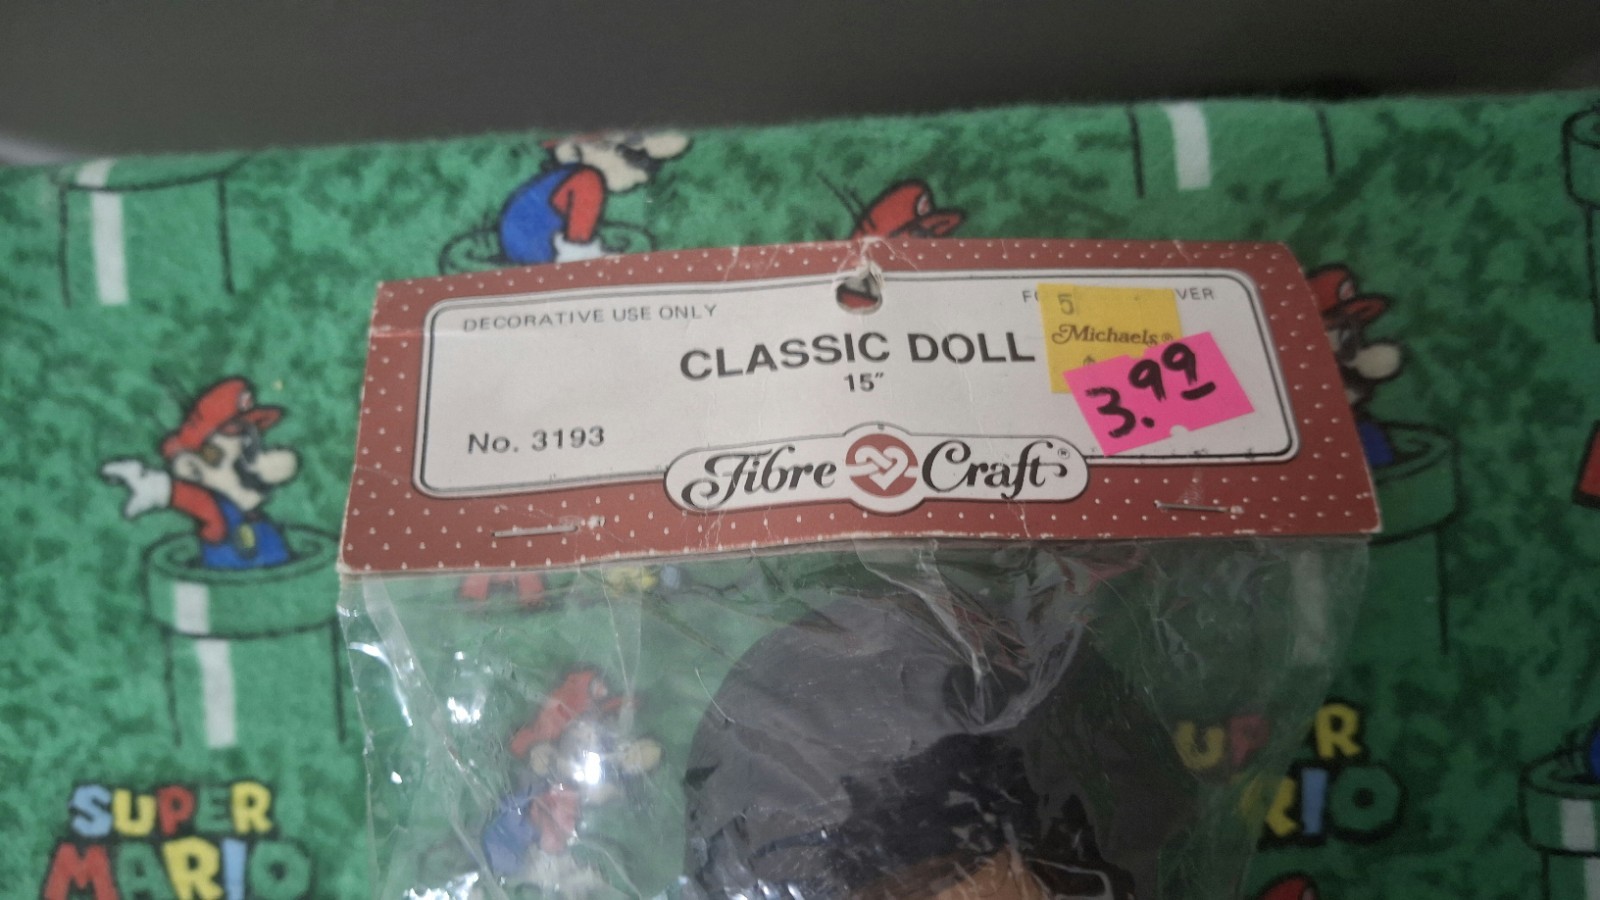 DECORATIVE USE ONLY
CLASSIC DOLL
15"
No. 3193
5
Michaels®
3.99
Fibre Craft®
SUPER
MARIO